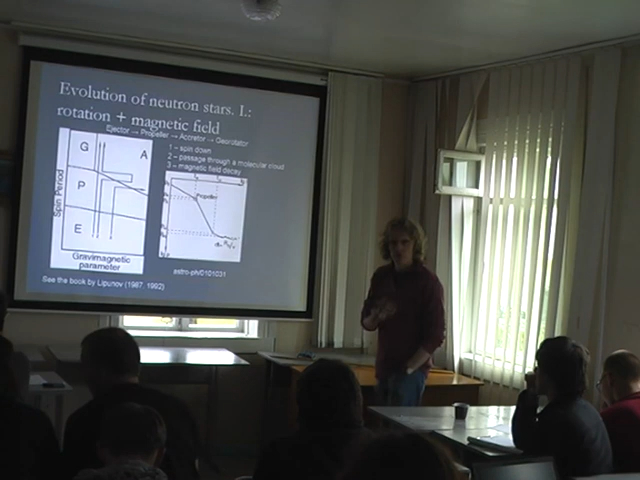 Evolution of neutron stars. I.:
rotation + magnetic field
Ejector → Propeller → Accretor → Georotator
1 – spin down
2 – passage through a molecular cloud
3 – magnetic field decay
G
A
P
E
Spin Period
Gravimagnetic
parameter
Propeller
astro-ph/0101031
See the book by Lipunov (1987, 1992)